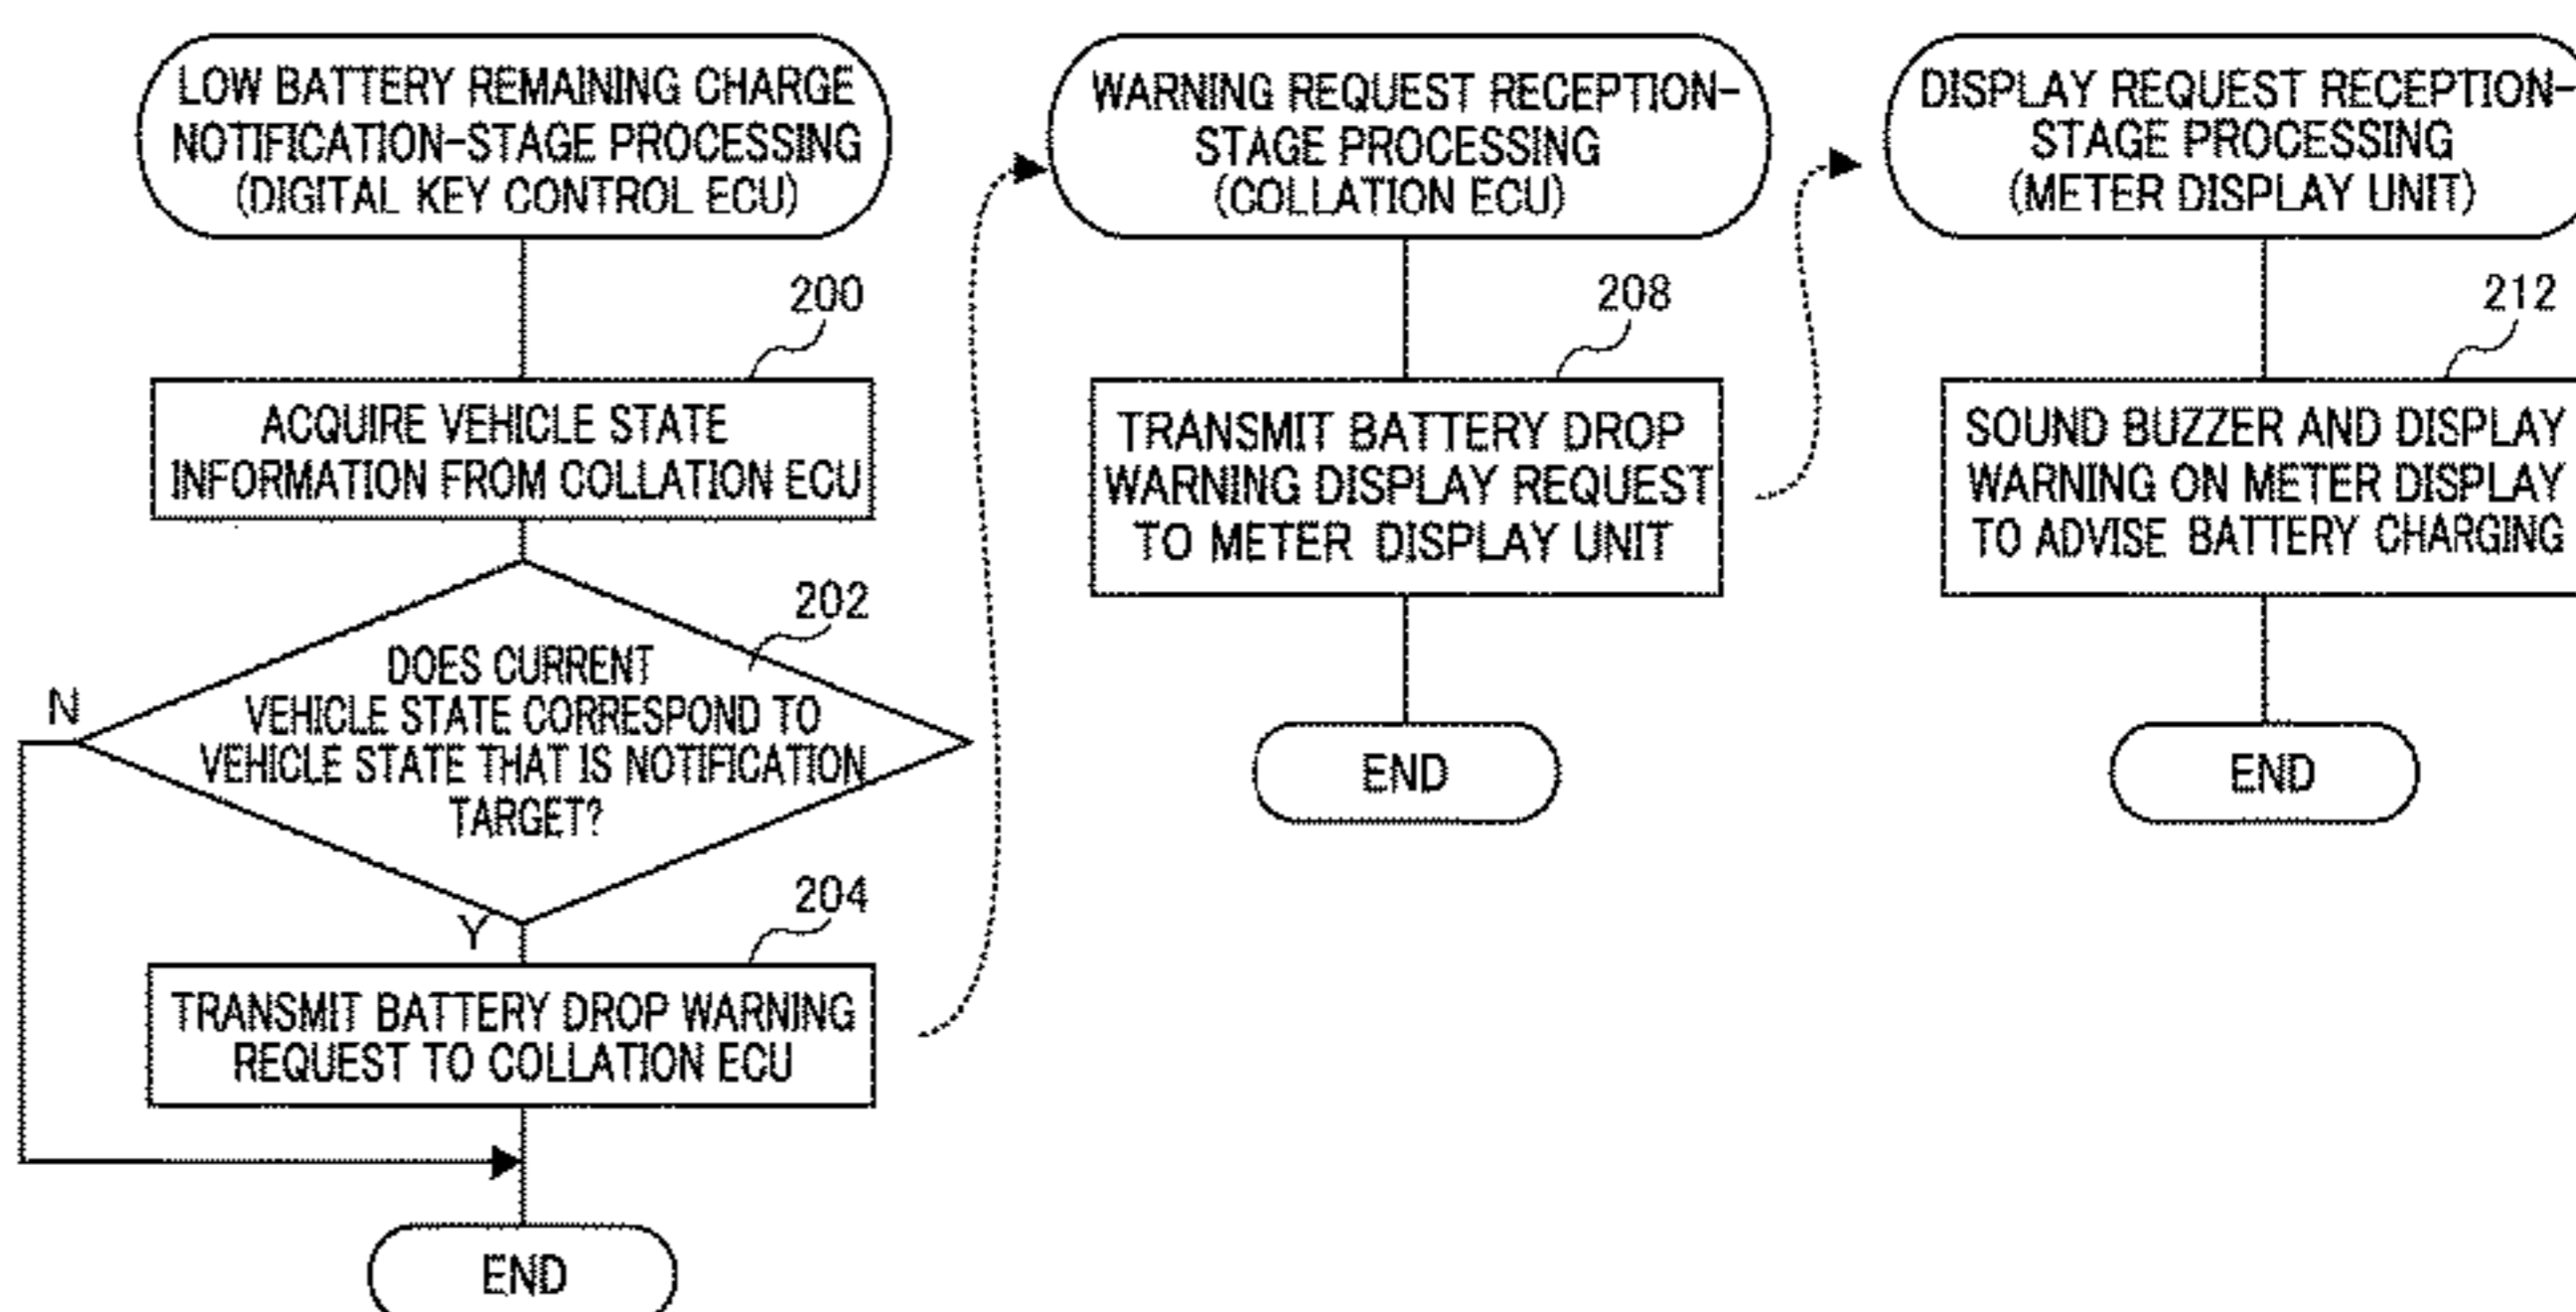 LOW BATTERY REMAINING CHARGE
NOTIFICATION-STAGE PROCESSING
(DIGITAL KEY CONTROL ECU)
200
ACQUIRE VEHICLE STATE
INFORMATION FROM COLLATION ECU
202
DOES CURRENT
VEHICLE STATE CORRESPOND TO
VEHICLE STATE THAT IS NOTIFICATION
TARGET?
N
Y
204
TRANSMIT BATTERY DROP WARNING
REQUEST TO COLLATION ECU
END
WARNING REQUEST RECEPTION-
STAGE PROCESSING
(COLLATION ECU)
208
TRANSMIT BATTERY DROP
WARNING DISPLAY REQUEST
TO METER DISPLAY UNIT
END
DISPLAY REQUEST RECEPTION-
STAGE PROCESSING
(METER DISPLAY UNIT)
212
SOUND BUZZER AND DISPLAY
WARNING ON METER DISPLAY
TO ADVISE BATTERY CHARGING
END